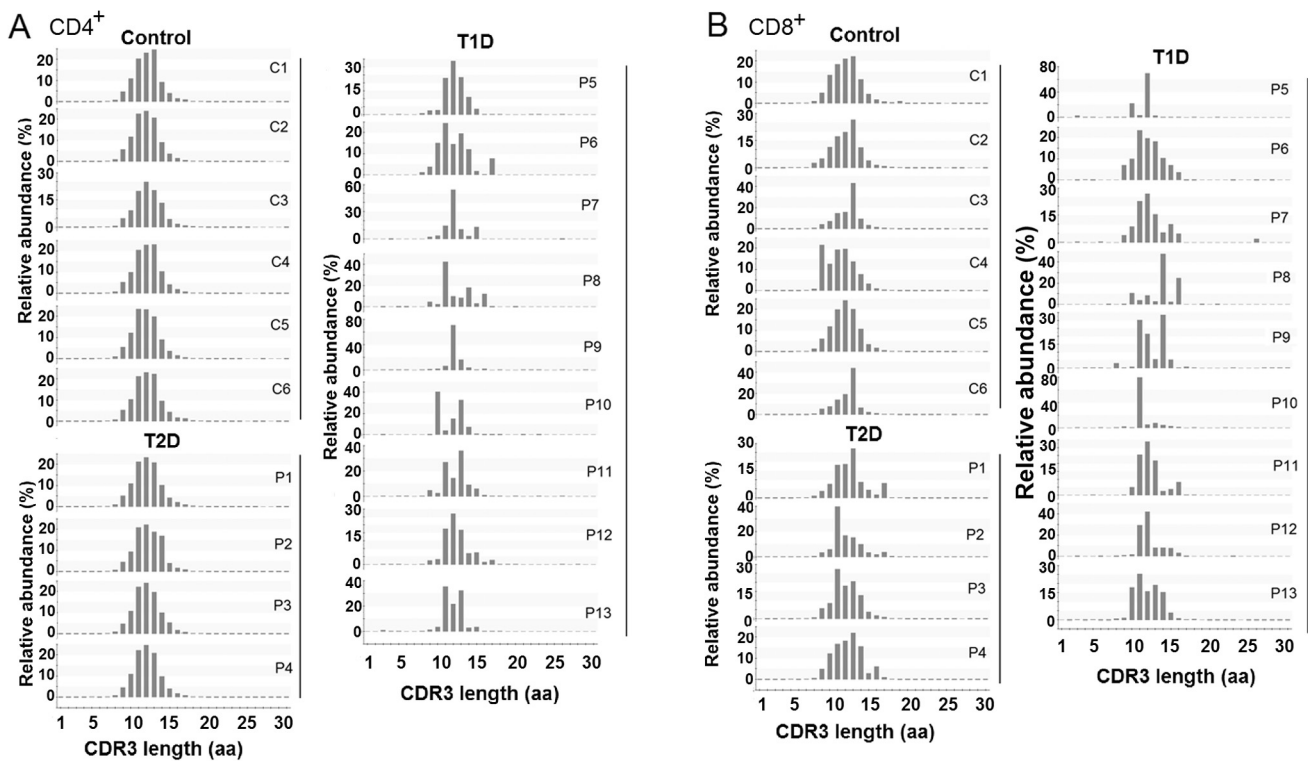 A CD4+
Control
Relative abundance (%)
20
10
0
C1
20
10
0
C2
30
15
0
C3
20
10
0
C4
20
10
0
C5
20
10
0
C6
T2D
Relative abundance (%)
20
10
0
P1
20
10
0
P2
20
10
0
P3
20
10
0
P4
1 5 10 15 20 25 30
CDR3 length (aa)
T1D
Relative abundance (%)
30
15
0
P5
20
10
0
P6
60
30
0
P7
40
20
0
P8
80
40
0
P9
40
20
0
P10
40
20
0
P11
30
15
0
P12
40
20
0
P13
1 5 10 15 20 25 30
CDR3 length (aa)
B CD8+
Control
Relative abundance (%)
20
10
0
C1
30
15
0
C2
40
20
0
C3
20
10
0
C4
20
10
0
C5
40
20
0
C6
T2D
Relative abundance (%)
30
15
0
P1
40
20
0
P2
30
15
0
P3
20
10
0
P4
1 5 10 15 20 25 30
CDR3 length (aa)
T1D
Relative abundance (%)
80
40
0
P5
20
10
0
P6
30
15
0
P7
40
20
0
P8
30
15
0
P9
80
40
0
P10
30
15
0
P11
40
20
0
P12
30
15
0
P13
1 5 10 15 20 25 30
CDR3 length (aa)